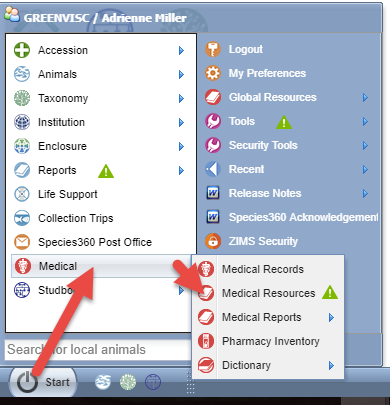 GREENVISC / Adrienne Miller
Accession
Animals
Taxonomy
Institution
Enclosure
Reports
Life Support
Collection Trips
Species360 Post Office
Medical
Logout
My Preferences
Global Resources
Tools
Security Tools
Recent
Release Notes
Species360 Acknowledgement
ZIMS Security
Medical Records
Medical Resources
Medical Reports
Pharmacy Inventory
Dictionary
Search for local animals
Start